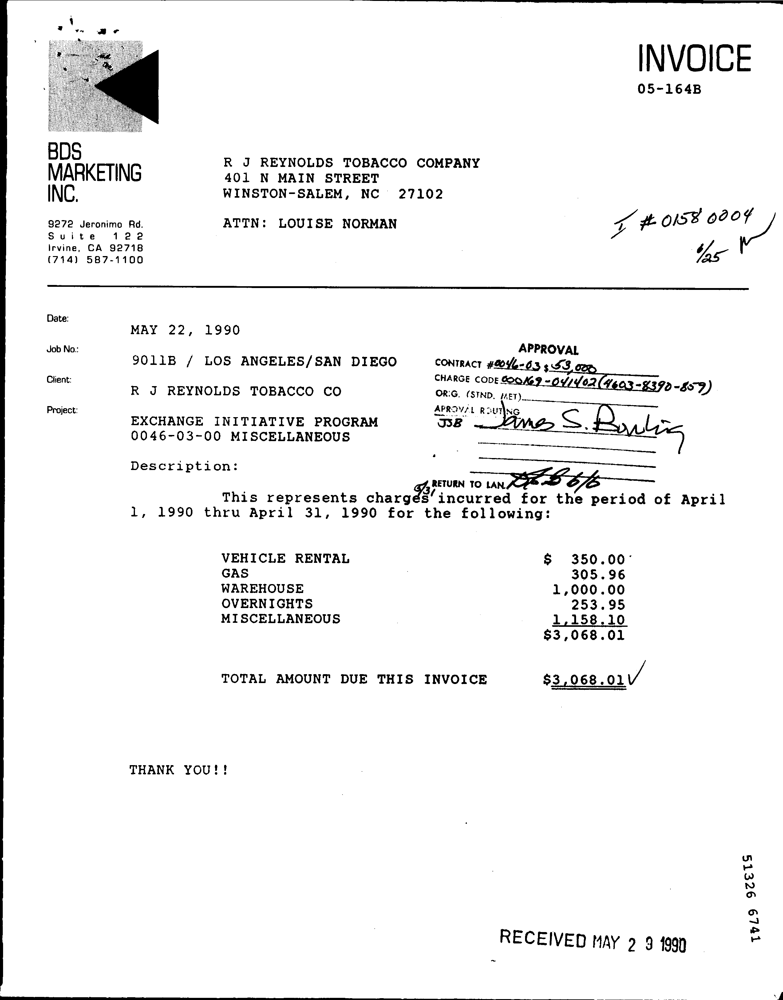 INVOICE
05-164B
BDS
MARKETING
INC.
9272 Jeronimo Rd.
Suite 122
Irvine, CA 92718
(714) 587-1100
R J REYNOLDS TOBACCO COMPANY
401 N MAIN STREET
WINSTON-SALEM, NC 27102
ATTN: LOUISE NORMAN
I # 0158 0004
6/25 N
Date:
MAY 22, 1990
Job No.:
9011B / LOS ANGELES/SAN DIEGO
Client:
R J REYNOLDS TOBACCO CO
Project:
EXCHANGE INITIATIVE PROGRAM
0046-03-00 MISCELLANEOUS
APPROVAL
CONTRACT #0046-03 $ 53,000
CHARGE CODE 000169-041402 (4603-8390-859)
ORIG. (STND. MET)
APROVAL ROUTING
JSB James S. Bowling
RETURN TO LAN
Description:
This represents charges incurred for the period of April
1, 1990 thru April 31, 1990 for the following:
VEHICLE RENTAL $ 350.00
GAS 305.96
WAREHOUSE 1,000.00
OVERNIGHTS 253.95
MISCELLANEOUS 1,158.10
$3,068.01
TOTAL AMOUNT DUE THIS INVOICE $3,068.01
THANK YOU!!
51326 6741
RECEIVED MAY 2 9 1990